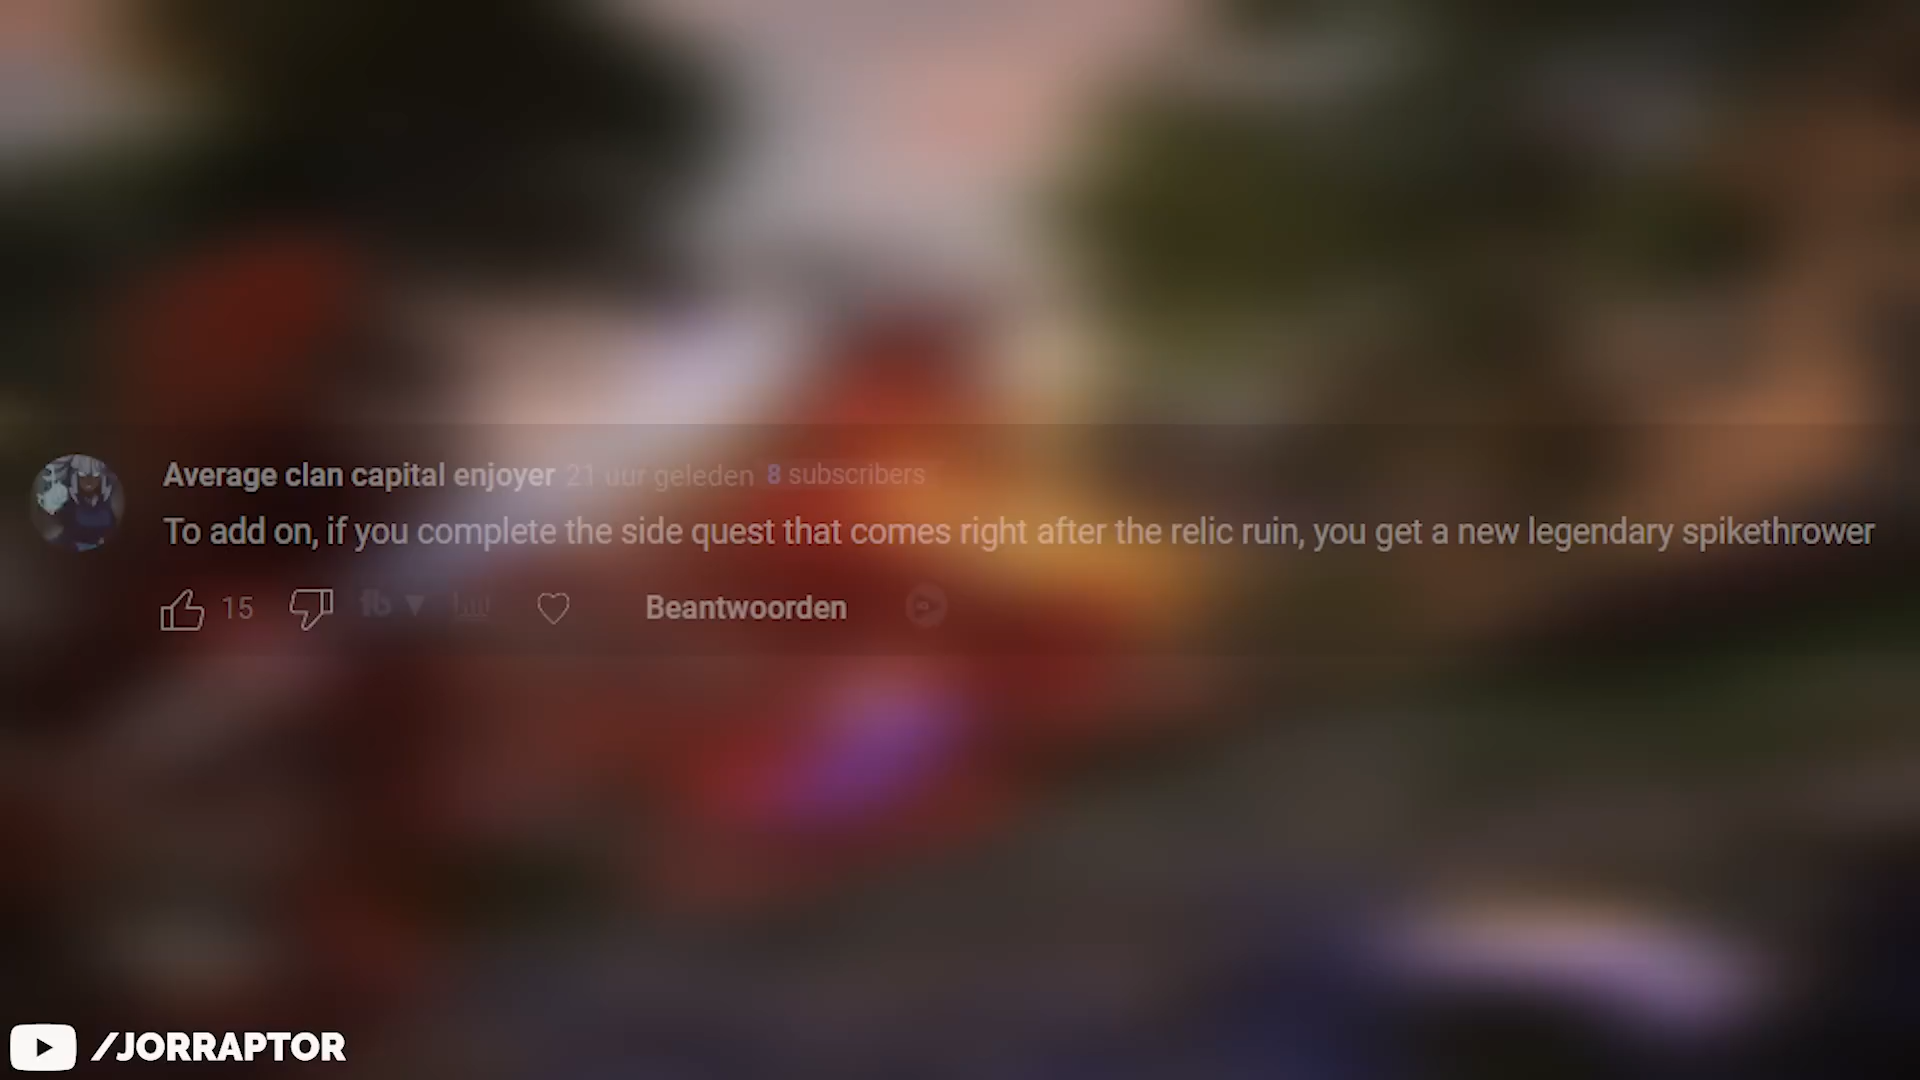 Average clan capital enjoyer 21 uur geleden 8 subscribers
To add on, if you complete the side quest that comes right after the relic ruin, you get a new legendary spikethrower
15 Beantwoorden
/JORRAPTOR